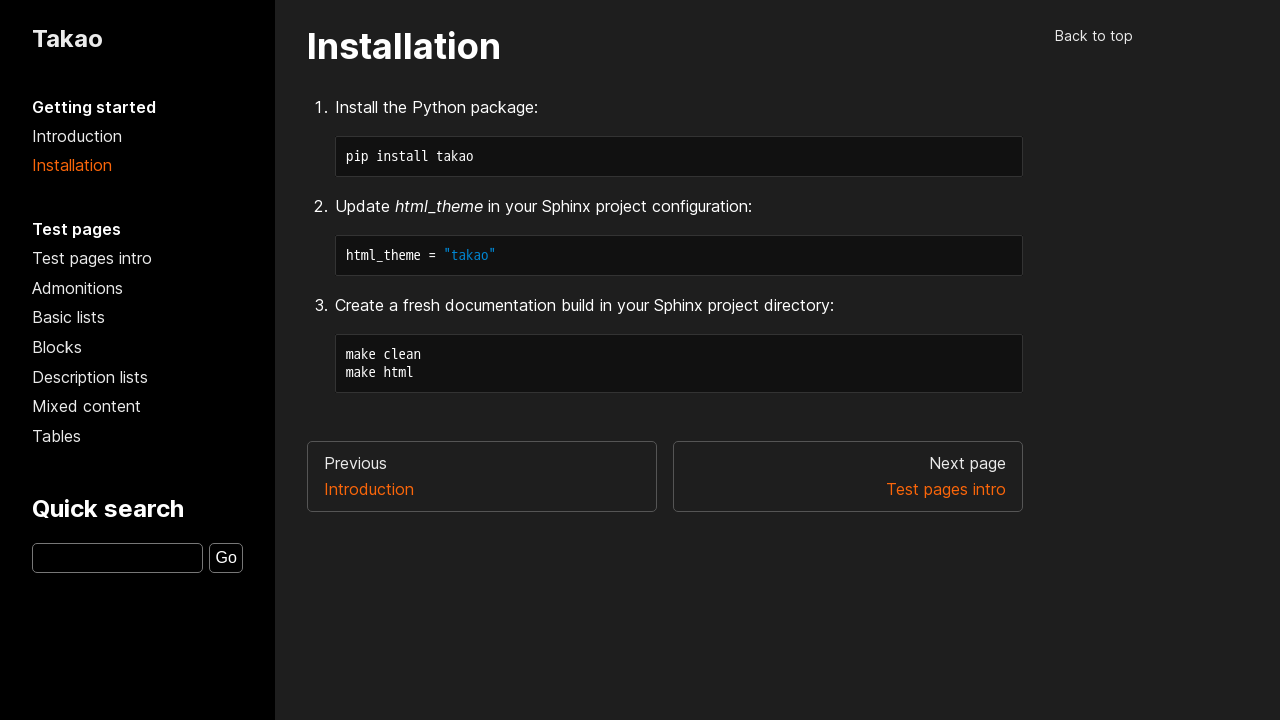 Takao
Getting started
Introduction
Installation
Test pages
Test pages intro
Admonitions
Basic lists
Blocks
Description lists
Mixed content
Tables
Quick search
Go
Installation
1. Install the Python package:
pip install takao
2. Update html_theme in your Sphinx project configuration:
html_theme = "takao"
3. Create a fresh documentation build in your Sphinx project directory:
make clean
make html
Previous
Introduction
Next page
Test pages intro
Back to top